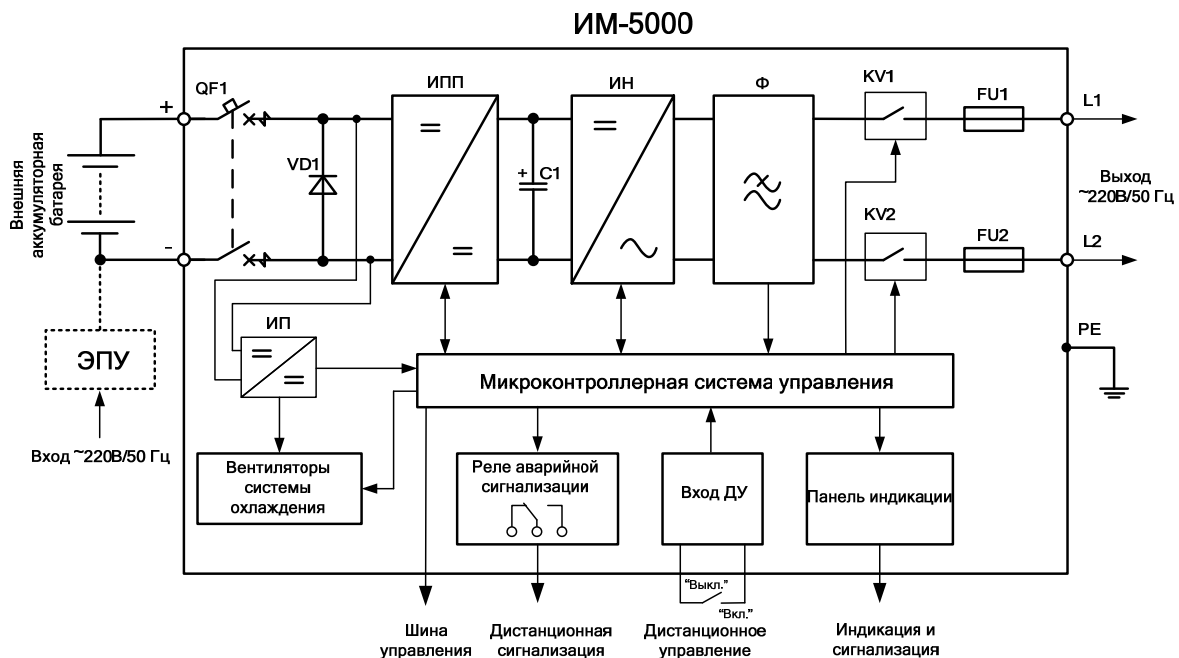 ИМ-5000
QF1
ИПП
ИН
Ф
KV1
FU1
L1
+
VD1
+
C1
Внешняя
аккумуляторная
батарея
Выход
~220В/50 Гц
KV2
FU2
L2
-
ИП
PE
ЭПУ
Микроконтроллерная система управления
Вход ~220В/50 Гц
Вентиляторы
системы
охлаждения
Реле аварийной
сигнализации
Вход ДУ
Панель индикации
“Выкл.”
“Вкл.”
Шина
управления
Дистанционная
сигнализация
Дистанционное
управление
Индикация и
сигнализация